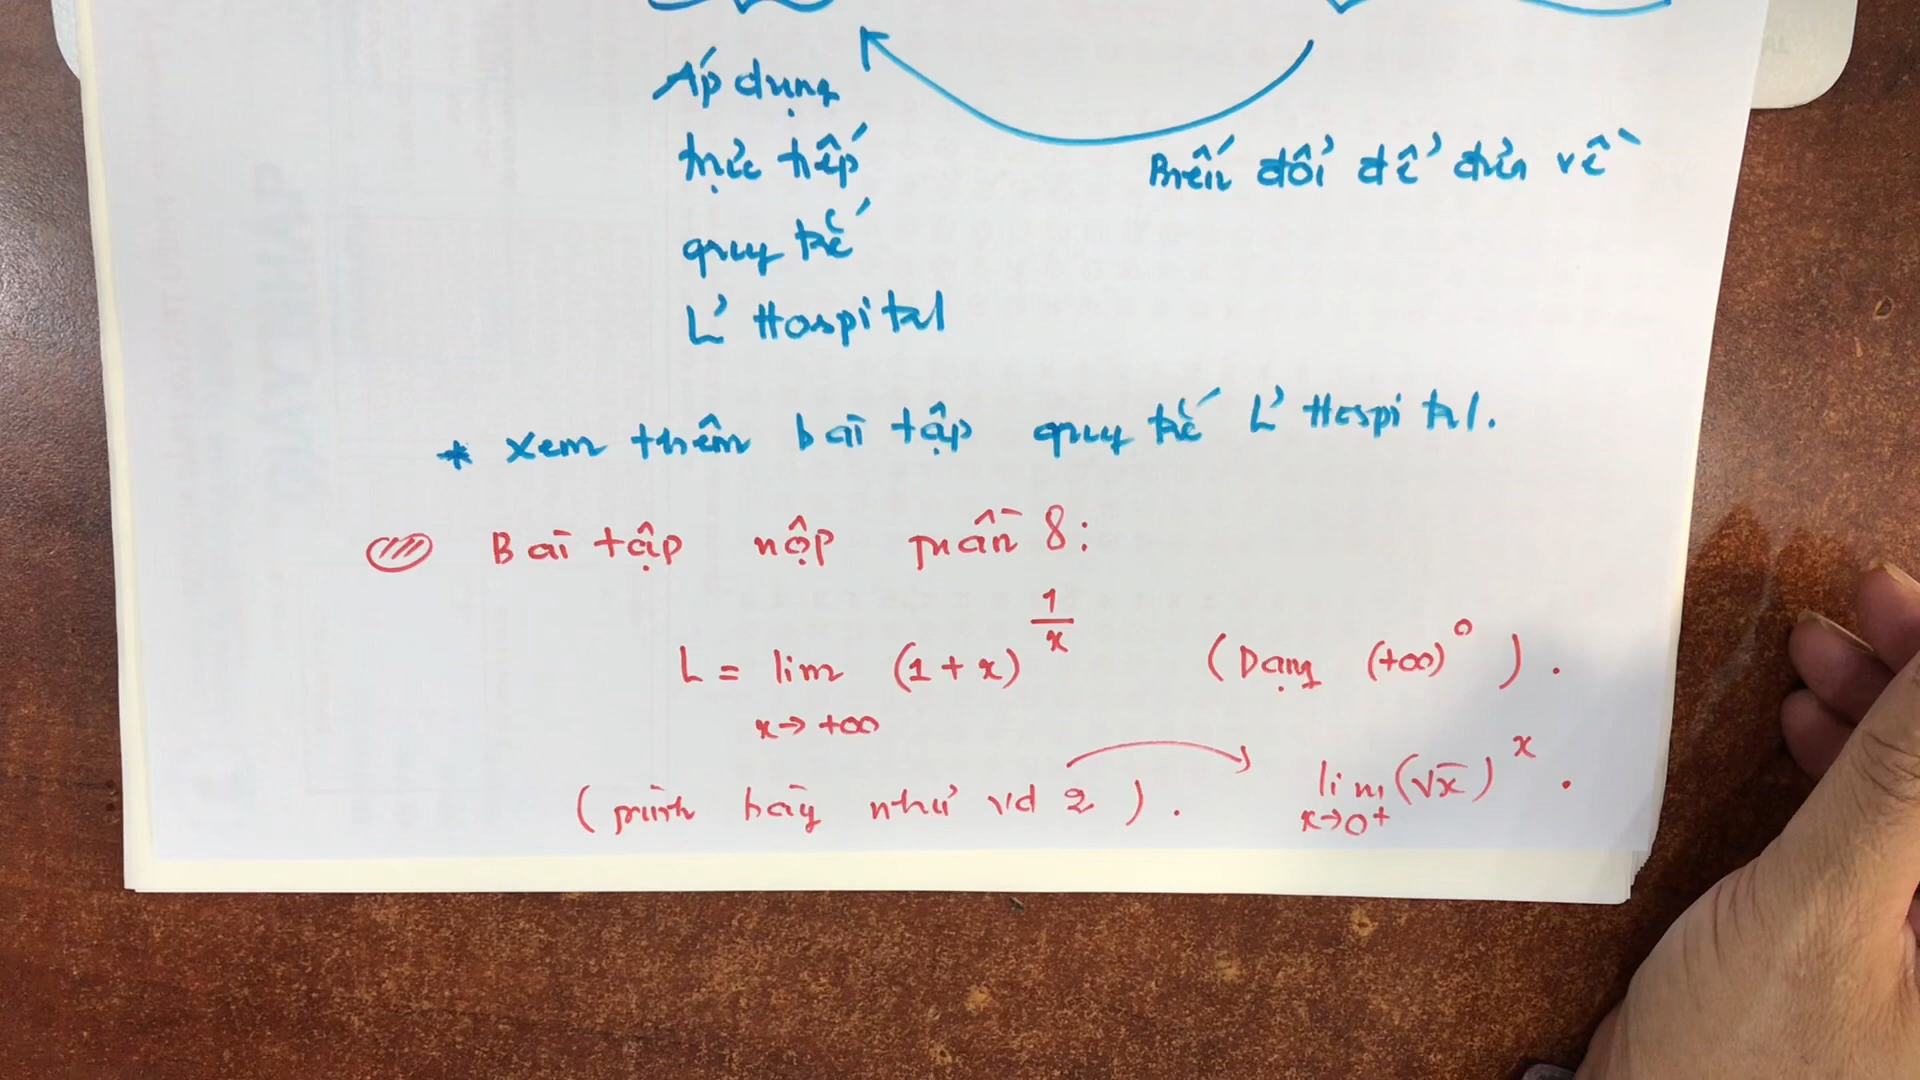 Áp dụng
trực tiếp
quy tắc
L' Hospital
Biến đổi để đưa về
* Xem thêm bài tập quy tắc L' Hospital.
Bài tập nộp tuần 8:
L = lim (1 + x)^(1/x) (Dạng (+∞)^0).
x → +∞
(trình bày như vd 2). lim (√x)^x.
x → 0+